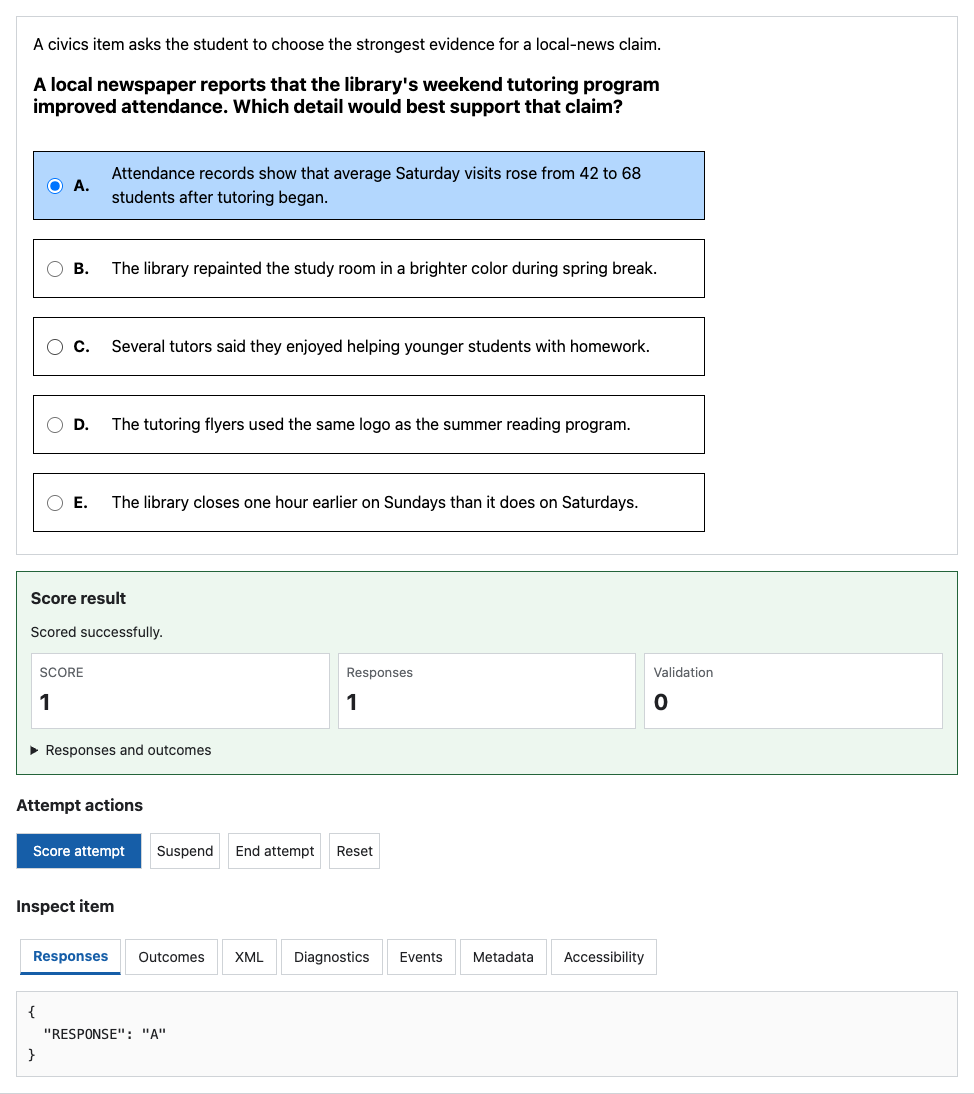 A civics item asks the student to choose the strongest evidence for a local-news claim.
A local newspaper reports that the library's weekend tutoring program
improved attendance. Which detail would best support that claim?
A. Attendance records show that average Saturday visits rose from 42 to 68
students after tutoring began.
B. The library repainted the study room in a brighter color during spring break.
C. Several tutors said they enjoyed helping younger students with homework.
D. The tutoring flyers used the same logo as the summer reading program.
E. The library closes one hour earlier on Sundays than it does on Saturdays.
Score result
Scored successfully.
SCORE Responses Validation
1 1 0
Responses and outcomes
Attempt actions
Score attempt Suspend End attempt Reset
Inspect item
Responses Outcomes XML Diagnostics Events Metadata Accessibility
{
"RESPONSE": "A"
}